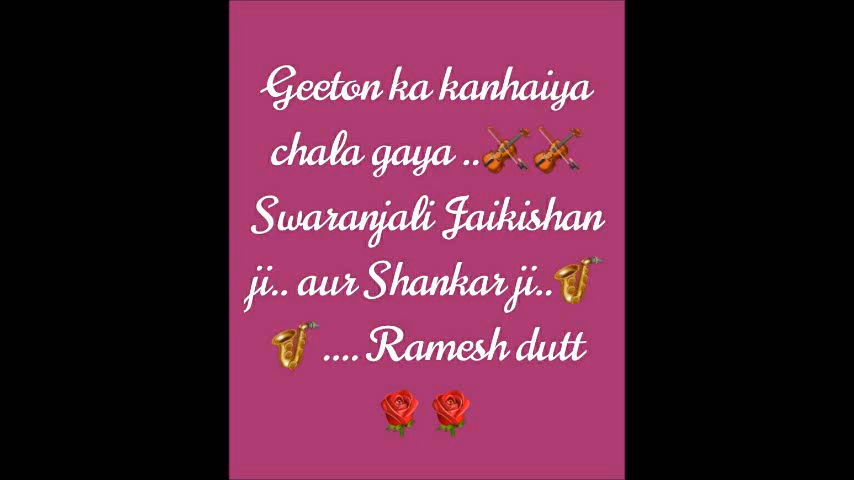 Geeton ka kanhaiya
chala gaya ..🎻🎻
Swaranjali Jaikishan
ji.. aur Shankar ji..🎷
🎷.... Ramesh dutt
🌹🌹